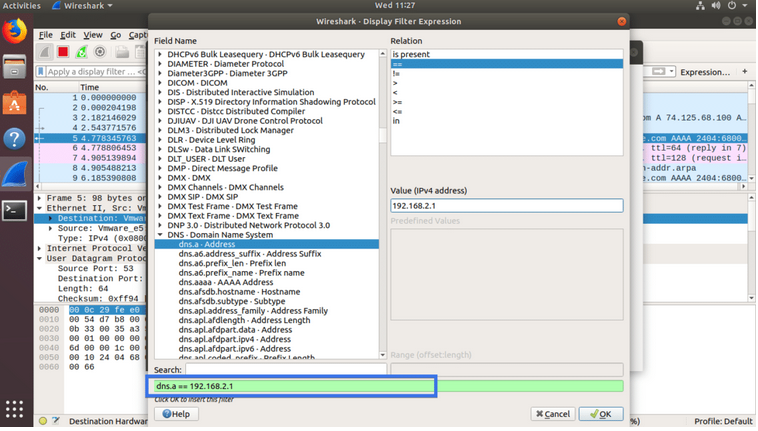 Activities
Wireshark
Wed 11:27
Wireshark · Display Filter Expression
File Edit View Go
Apply a display filter … <C
Expression…
+
No. Time
1 0.000000000
2 0.000204198
3 2.182146029
4 2.543771576
5 4.778345763
6 4.778806453
7 4.905139894
8 4.905488213
9 6.185390808
.com A 74.125.68.100 A
e.com AAAA 2404:6800…
ttl=64 (reply in 7)
ttl=128 (request i
n-addr.arpa
e.com AAAA 2404:6800…
Frame 5: 98 bytes on
Ethernet II, Src: Vm
Destination: Vmwar
Source: Vmware_e5
Type: IPv4 (0x0800
Internet Protocol Ve
User Datagram Protoc
Source Port: 53
Destination Port:
Length: 64
Checksum: 0xff94
0000 00 0c 29 fe e0
0010 00 54 d7 b8 00
0020 0b 33 00 35 a3
0030 00 01 00 00 00
0040 6d 00 00 1c 00
0050 00 10 24 04 68
0060 00 66
Field Name
DHCPv6 Bulk Leasequery · DHCPv6 Bulk Leasequery
DIAMETER · Diameter Protocol
Diameter3GPP · Diameter 3GPP
DICOM · DICOM
DIS · Distributed Interactive Simulation
DISP · X.519 Directory Information Shadowing Protocol
DISTCC · Distcc Distributed Compiler
DJIUAV · DJI UAV Drone Control Protocol
DLM3 · Distributed Lock Manager
DLR · Device Level Ring
DLSw · Data Link SWitching
DLT_USER · DLT User
DMP · Direct Message Profile
DMX · DMX
DMX Channels · DMX Channels
DMX SIP · DMX SIP
DMX Test Frame · DMX Test Frame
DMX Text Frame · DMX Text Frame
DNP 3.0 · Distributed Network Protocol 3.0
DNS · Domain Name System
dns.a · Address
dns.a6.address_suffix · Address Suffix
dns.a6.prefix_len · Prefix len
dns.a6.prefix_name · Prefix name
dns.aaaa · AAAA Address
dns.afsdb.hostname · Hostname
dns.afsdb.subtype · Subtype
dns.apl.address_family · Address Family
dns.apl.afdlength · Address Length
dns.apl.afdpart.data · Address
dns.apl.afdpart.ipv4 · Address
dns.apl.afdpart.ipv6 · Address
dns.apl.coded_prefix · Prefix Length
Search:
Relation
is present
==
!=
>
<
>=
<=
in
Value (IPv4 address)
192.168.2.1
Predefined Values
Range (offset:length)
dns.a == 192.168.2.1
Click OK to insert this filter
Help
Cancel
OK
Destination Hardwar
%)
Profile: Default